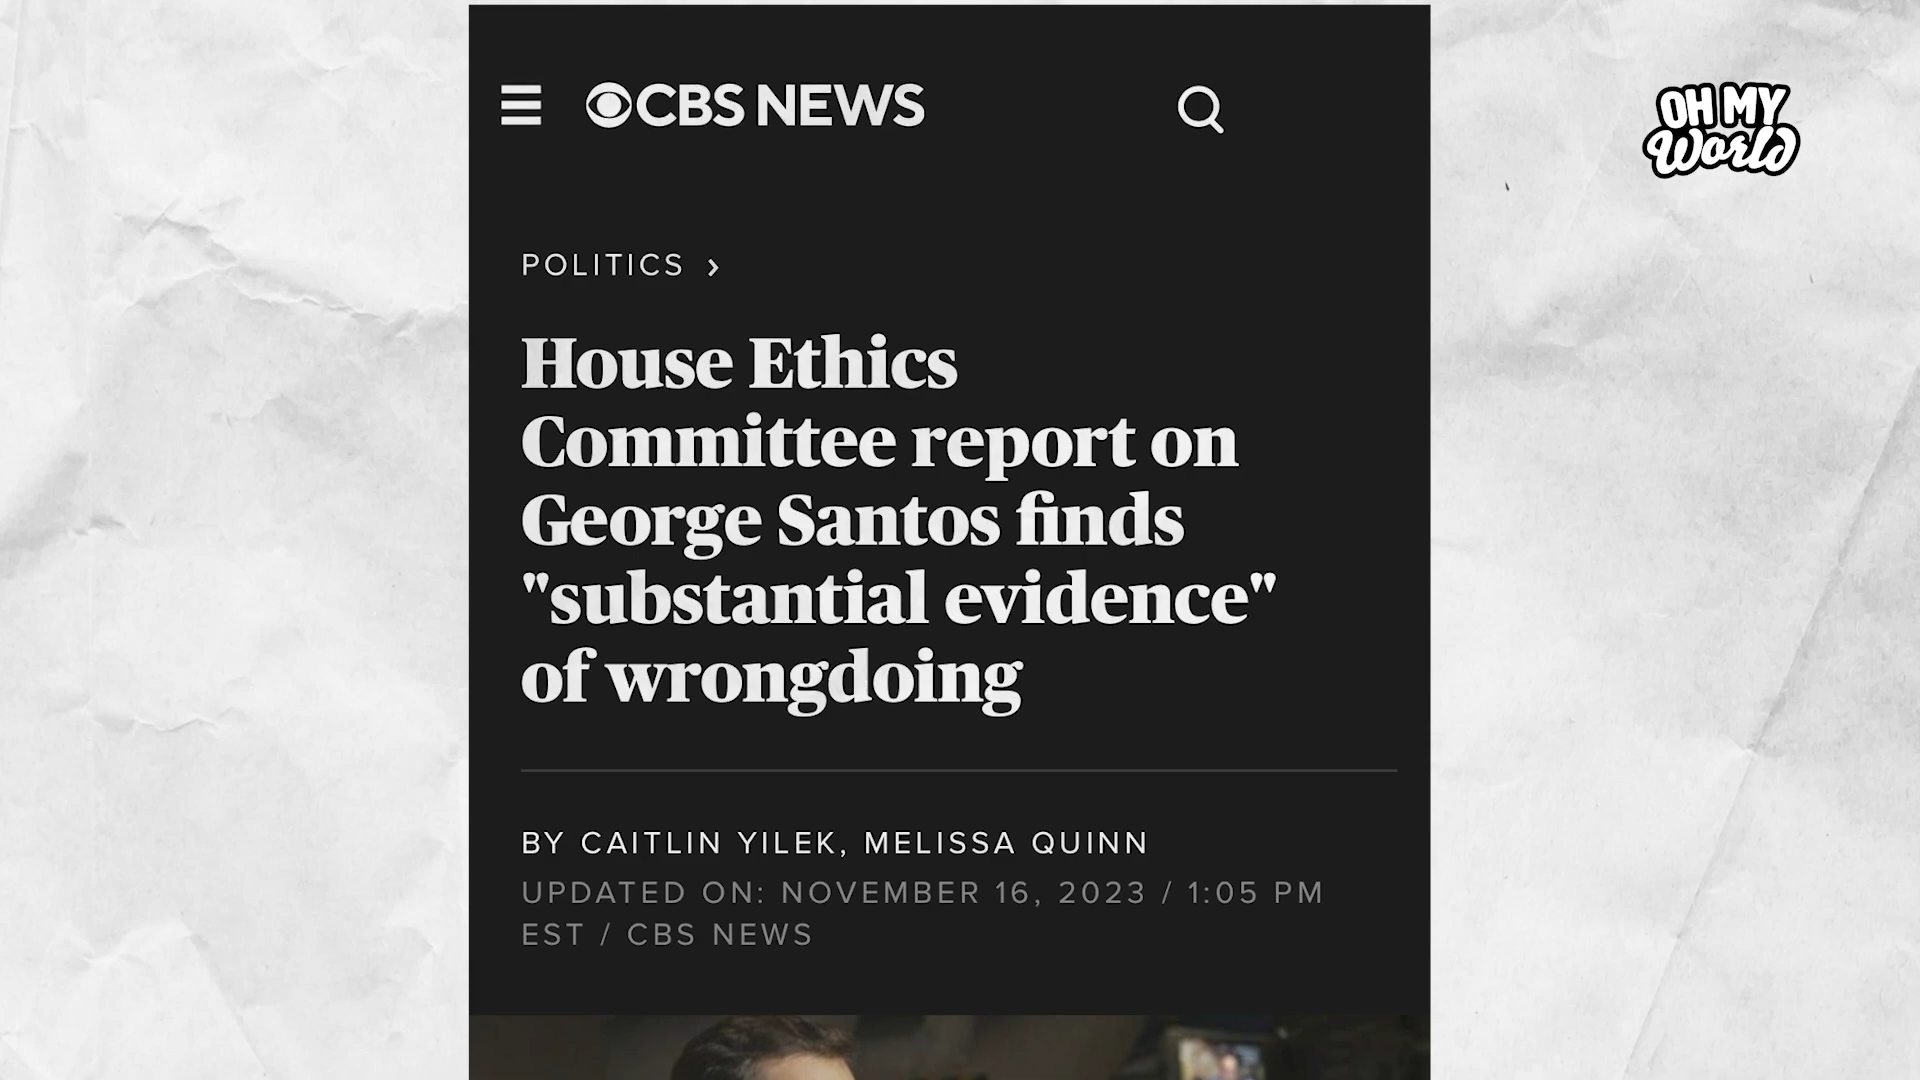 CBS NEWS
OH MY
World
POLITICS >
House Ethics
Committee report on
George Santos finds
"substantial evidence"
of wrongdoing
BY CAITLIN YILEK, MELISSA QUINN
UPDATED ON: NOVEMBER 16, 2023 / 1:05 PM
EST / CBS NEWS